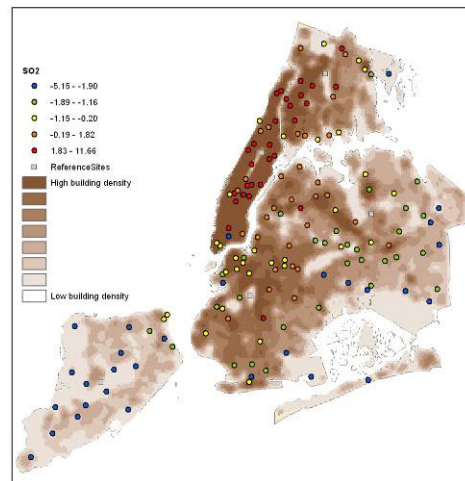 SO2
-5.15 - -1.90
-1.89 - -1.16
-1.15 - -0.20
-0.19 - 1.82
1.83 - 11.66
ReferenceSites
High building density
Low building density